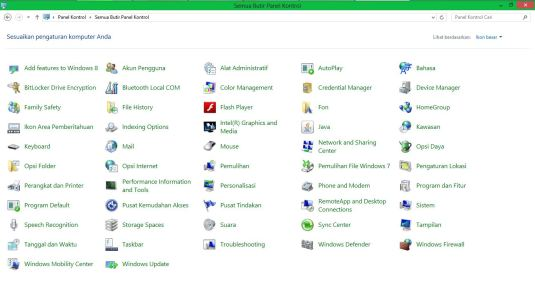 Semua Butir Panel Kontrol
Panel Kontrol Semua Butir Panel Kontrol
Panel Kontrol Cari
Sesuaikan pengaturan komputer Anda
Lihat berdasarkan: Ikon besar
Add features to Windows 8 Akun Pengguna Alat Administratif AutoPlay Bahasa
BitLocker Drive Encryption Bluetooth Local COM Color Management Credential Manager Device Manager
Family Safety File History Flash Player Fon HomeGroup
Ikon Area Pemberitahuan Indexing Options Intel(R) Graphics and Media Java Kawasan
Keyboard Mail Mouse Network and Sharing Center Opsi Daya
Opsi Folder Opsi Internet Pemulihan Pemulihan File Windows 7 Pengaturan Lokasi
Perangkat dan Printer Performance Information and Tools Personalisasi Phone and Modem Program dan Fitur
Program Default Pusat Kemudahan Akses Pusat Tindakan RemoteApp and Desktop Connections Sistem
Speech Recognition Storage Spaces Suara Sync Center Tampilan
Tanggal dan Waktu Taskbar Troubleshooting Windows Defender Windows Firewall
Windows Mobility Center Windows Update